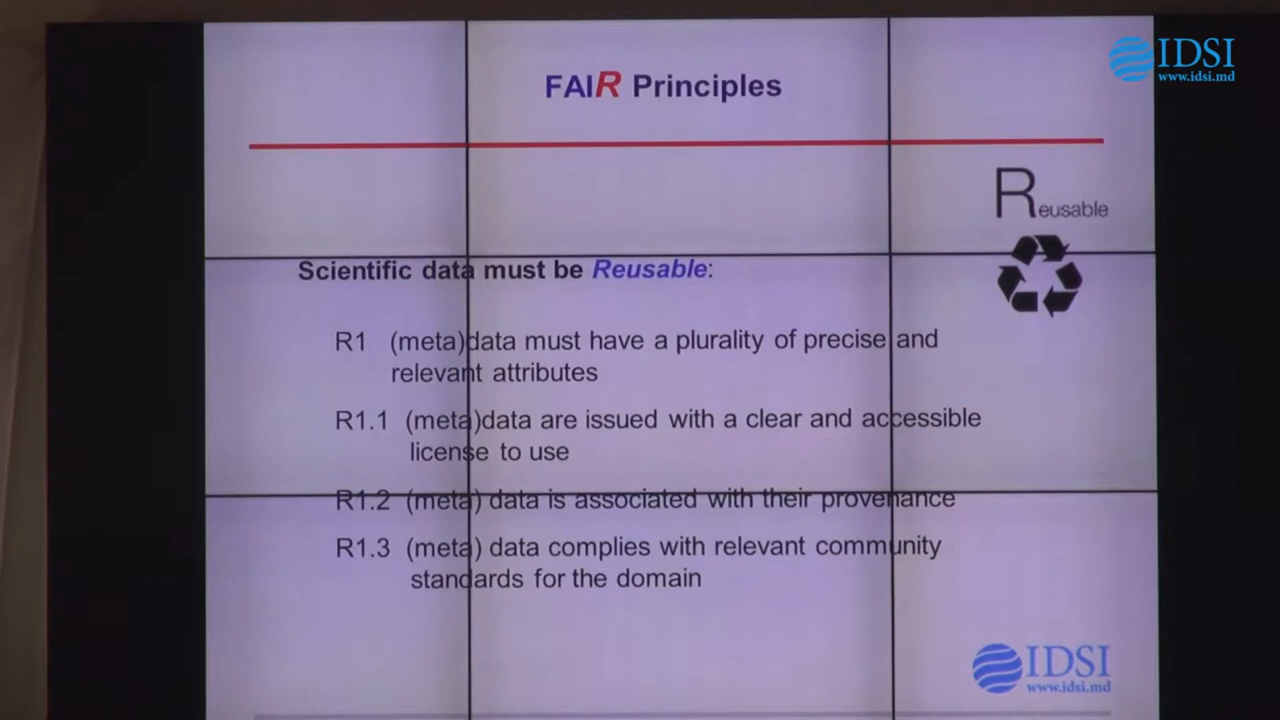 IDSI
www.idsi.md
FAIR Principles
Reusable
Scientific data must be Reusable:
R1 (meta)data must have a plurality of precise and
relevant attributes
R1.1 (meta)data are issued with a clear and accessible
license to use
R1.2 (meta) data is associated with their provenance
R1.3 (meta) data complies with relevant community
standards for the domain
IDSI
www.idsi.md